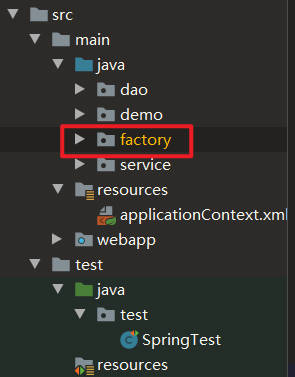 src
main
java
dao
demo
factory
service
resources
applicationContext.xml
webapp
test
java
test
SpringTest
resources